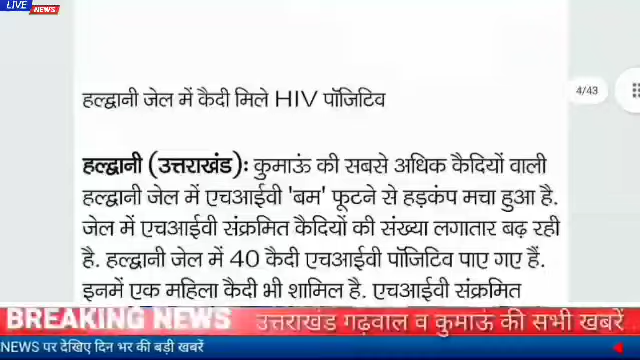 LIVE
NEWS
हल्द्वानी जेल में कैदी मिले HIV पॉजिटिव
4/43
हल्द्वानी (उत्तराखंड): कुमाऊं की सबसे अधिक कैदियों वाली
हल्द्वानी जेल में एचआईवी 'बम' फूटने से हड़कंप मचा हुआ है.
जेल में एचआईवी संक्रमित कैदियों की संख्या लगातार बढ़ रही
है. हल्द्वानी जेल में 40 कैदी एचआईवी पॉजिटिव पाए गए हैं.
इनमें एक महिला कैदी भी शामिल है. एचआईवी संक्रमित
BREAKING NEWS उत्तराखंड गढ़वाल व कुमाऊं की सभी खबरें
NEWS पर देखिए दिन भर की बड़ी खबरें